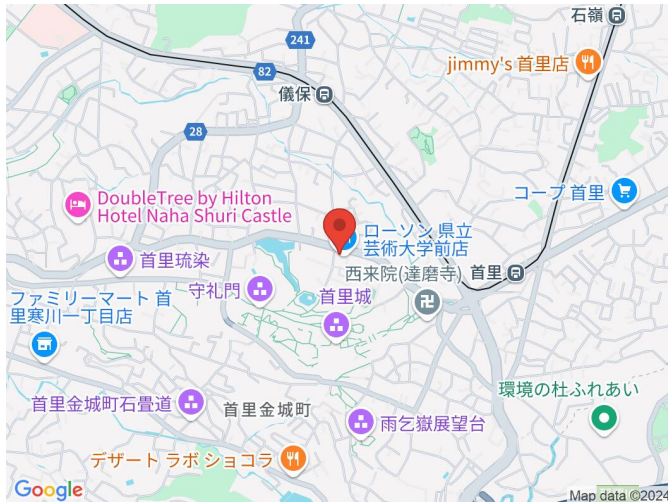 石嶺
241
jimmy's 首里店
82
儀保
28
DoubleTree by Hilton
Hotel Naha Shuri Castle
コープ 首里
ローソン 県立
芸術大学前店
首里琉染
西来院(達磨寺)
首里
守礼門
首里城
ファミリーマート 首
里寒川一丁目店
環境の杜ふれあい
首里金城町石畳道
首里金城町
雨乞嶽展望台
デザート ラボ ショコラ
Google
Map data ©2024